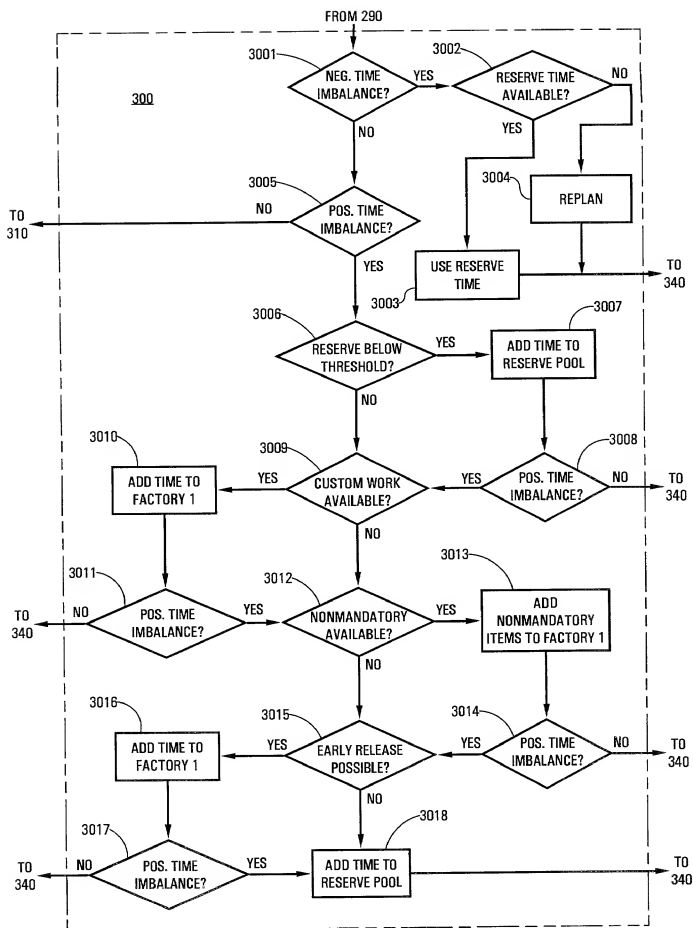 FROM 290
300
3001
NEG. TIME
IMBALANCE?
YES
NO
3002
RESERVE TIME
AVAILABLE?
NO
YES
3004
REPLAN
3005
POS. TIME
IMBALANCE?
NO
TO
310
YES
3003
USE RESERVE
TIME
TO
340
3006
RESERVE BELOW
THRESHOLD?
YES
NO
3007
ADD TIME TO
RESERVE POOL
3008
POS. TIME
IMBALANCE?
YES
NO
TO
340
3009
CUSTOM WORK
AVAILABLE?
YES
NO
3010
ADD TIME TO
FACTORY 1
3011
POS. TIME
IMBALANCE?
NO
TO
340
YES
3012
NONMANDATORY
AVAILABLE?
YES
NO
3013
ADD
NONMANDATORY
ITEMS TO FACTORY 1
3014
POS. TIME
IMBALANCE?
YES
NO
TO
340
3015
EARLY RELEASE
POSSIBLE?
YES
NO
3016
ADD TIME TO
FACTORY 1
3017
POS. TIME
IMBALANCE?
NO
TO
340
YES
3018
ADD TIME TO
RESERVE POOL
TO
340